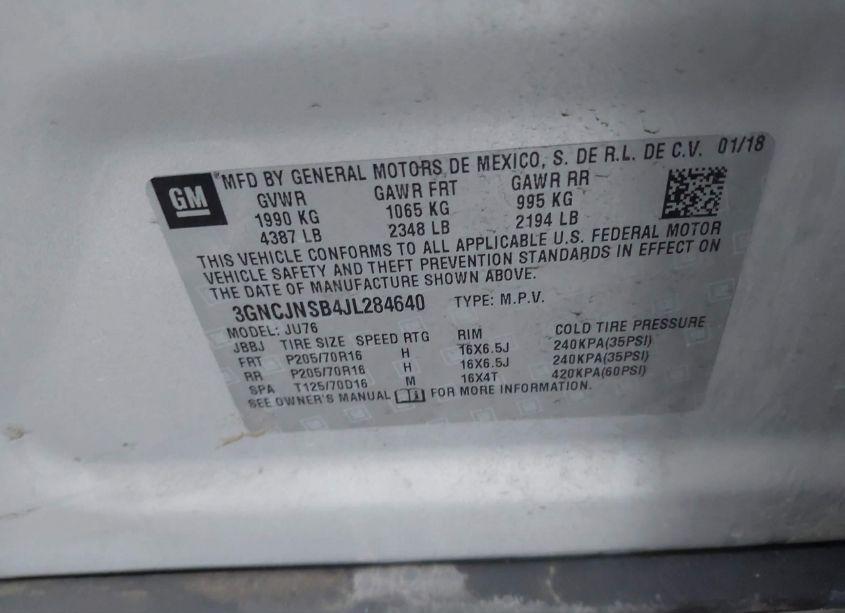 GM ®MFD BY GENERAL MOTORS DE MEXICO, S. DE R.L. DE C.V. 01/18
GVWR GAWR FRT GAWR RR
1990 KG 1065 KG 995 KG
4387 LB 2348 LB 2194 LB
THIS VEHICLE CONFORMS TO ALL APPLICABLE U.S. FEDERAL MOTOR
VEHICLE SAFETY AND THEFT PREVENTION STANDARDS IN EFFECT ON
THE DATE OF MANUFACTURE SHOWN ABOVE.
3GNCJNSB4JL284640 TYPE: M.P.V.
MODEL: JU76
JBBJ TIRE SIZE SPEED RTG RIM COLD TIRE PRESSURE
FRT P205/70R16 H 16X6.5J 240KPA(35PSI)
RR P205/70R16 H 16X6.5J 240KPA(35PSI)
SPA T125/70D16 M 16X4T 420KPA(60PSI)
SEE OWNER'S MANUAL FOR MORE INFORMATION.